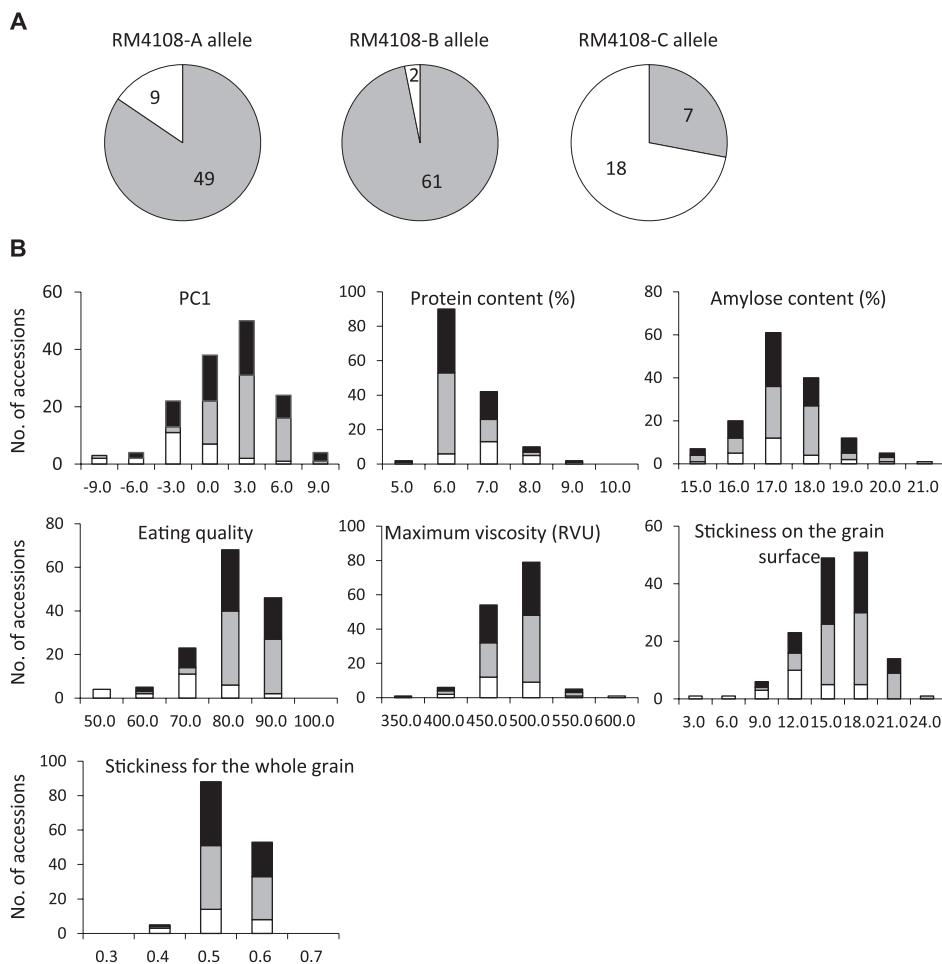 A
RM4108-A allele
RM4108-B allele
RM4108-C allele
9
49
2
61
7
18
B
PC1
No. of accessions
60
40
20
0
-9.0 -6.0 -3.0 0.0 3.0 6.0 9.0
Protein content (%)
100
80
60
40
20
0
5.0 6.0 7.0 8.0 9.0 10.0
Amylose content (%)
80
60
40
20
0
15.0 16.0 17.0 18.0 19.0 20.0 21.0
Eating quality
No. of accessions
80
60
40
20
0
50.0 60.0 70.0 80.0 90.0 100.0
Maximum viscosity (RVU)
100
80
60
40
20
0
350.0 400.0 450.0 500.0 550.0 600.0
Stickiness on the grain
surface
60
40
20
0
3.0 6.0 9.0 12.0 15.0 18.0 21.0 24.0
Stickiness for the whole grain
No. of accessions
100
80
60
40
20
0
0.3 0.4 0.5 0.6 0.7